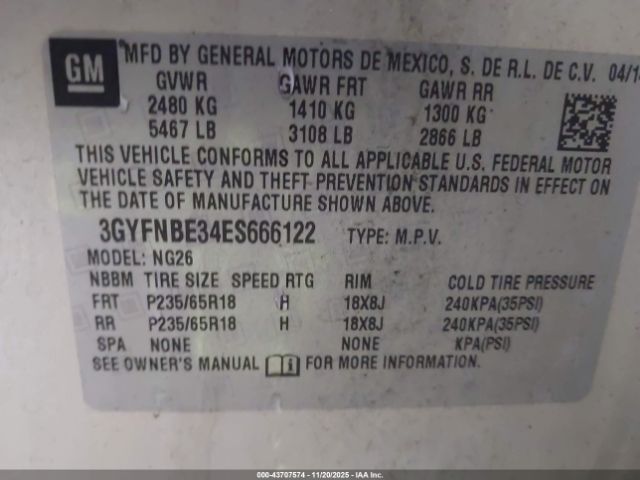 GM
MFD BY GENERAL MOTORS DE MEXICO, S. DE R.L. DE C.V. 04/1
GVWR GAWR FRT GAWR RR
2480 KG 1410 KG 1300 KG
5467 LB 3108 LB 2866 LB
THIS VEHICLE CONFORMS TO ALL APPLICABLE U.S. FEDERAL MOTOR
VEHICLE SAFETY AND THEFT PREVENTION STANDARDS IN EFFECT ON
THE DATE OF MANUFACTURE SHOWN ABOVE.
3GYFNBE34ES666122 TYPE: M.P.V.
MODEL: NG26
NBBM TIRE SIZE SPEED RTG RIM COLD TIRE PRESSURE
FRT P235/65R18 H 18X8J 240KPA(35PSI)
RR P235/65R18 H 18X8J 240KPA(35PSI)
SPA NONE NONE KPA(PSI)
SEE OWNER'S MANUAL FOR MORE INFORMATION.
000-43707574 - 11/20/2025 - IAAI.CA